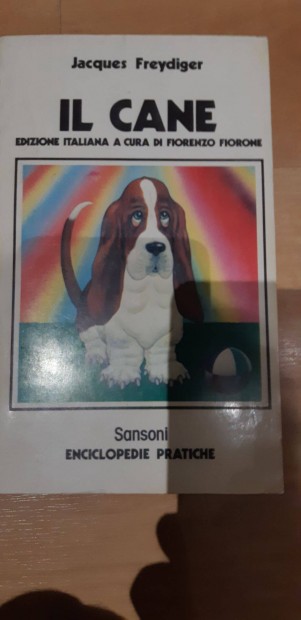 Jacques Freydiger
IL CANE
EDIZIONE ITALIANA A CURA DI FIORENZO FIORONE
Sansoni
ENCICLOPEDIE PRATICHE